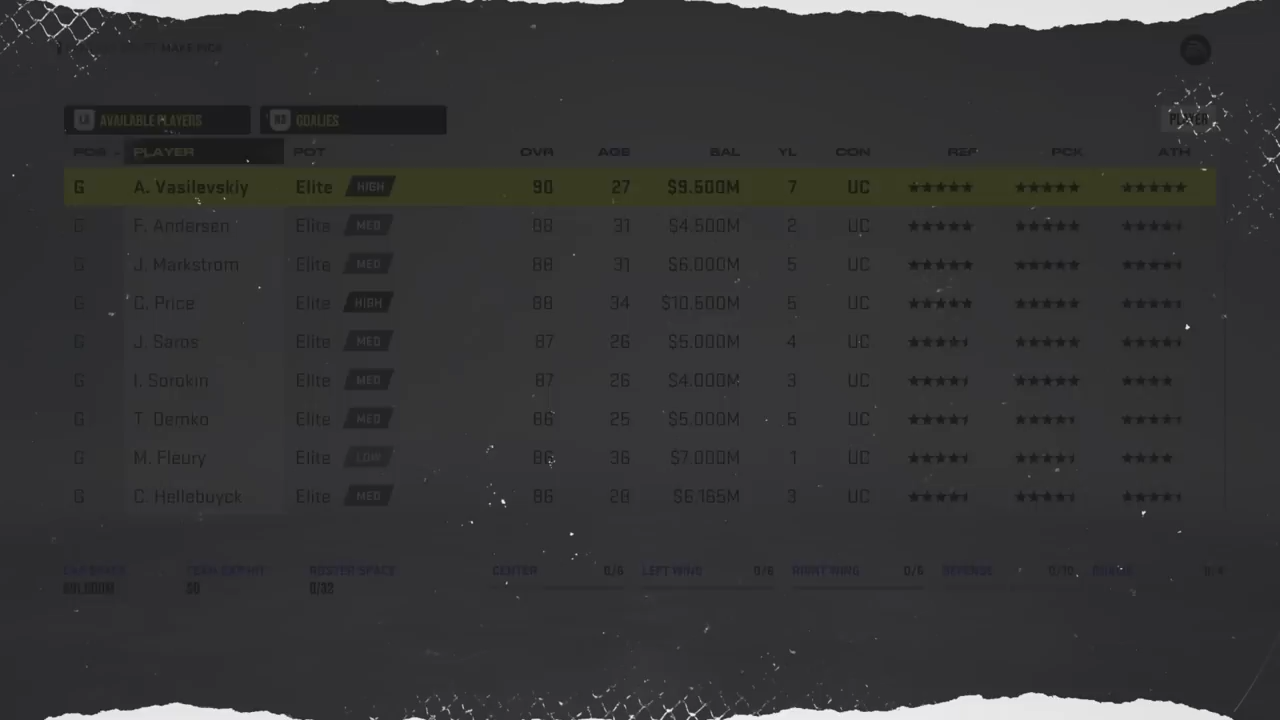 MAKE PICK
AVAILABLE PLAYERS GOALIES PLAYER
POS PLAYER POT OVR AGE SAL YL CON REF PCK ATH
G A. Vasilevskiy Elite HIGH 90 27 $9.500M 7 UC
G F. Andersen Elite MED 88 31 $4.500M 2 UC
G J. Markstrom Elite MED 88 31 $6.000M 5 UC
G C. Price Elite HIGH 88 34 $10.500M 5 UC
G J. Saros Elite MED 87 26 $5.000M 4 UC
G I. Sorokin Elite MED 87 26 $4.000M 3 UC
G T. Demko Elite MED 86 25 $5.000M 5 UC
G M. Fleury Elite LOW 86 36 $7.000M 1 UC
G C. Hellebuyck Elite MED 86 28 $6.165M 3 UC
ROSTER SPACE CENTER 0/6 LEFT WING 0/6 RIGHT WING 0/6 DEFENSE 0/10
$0 0/32